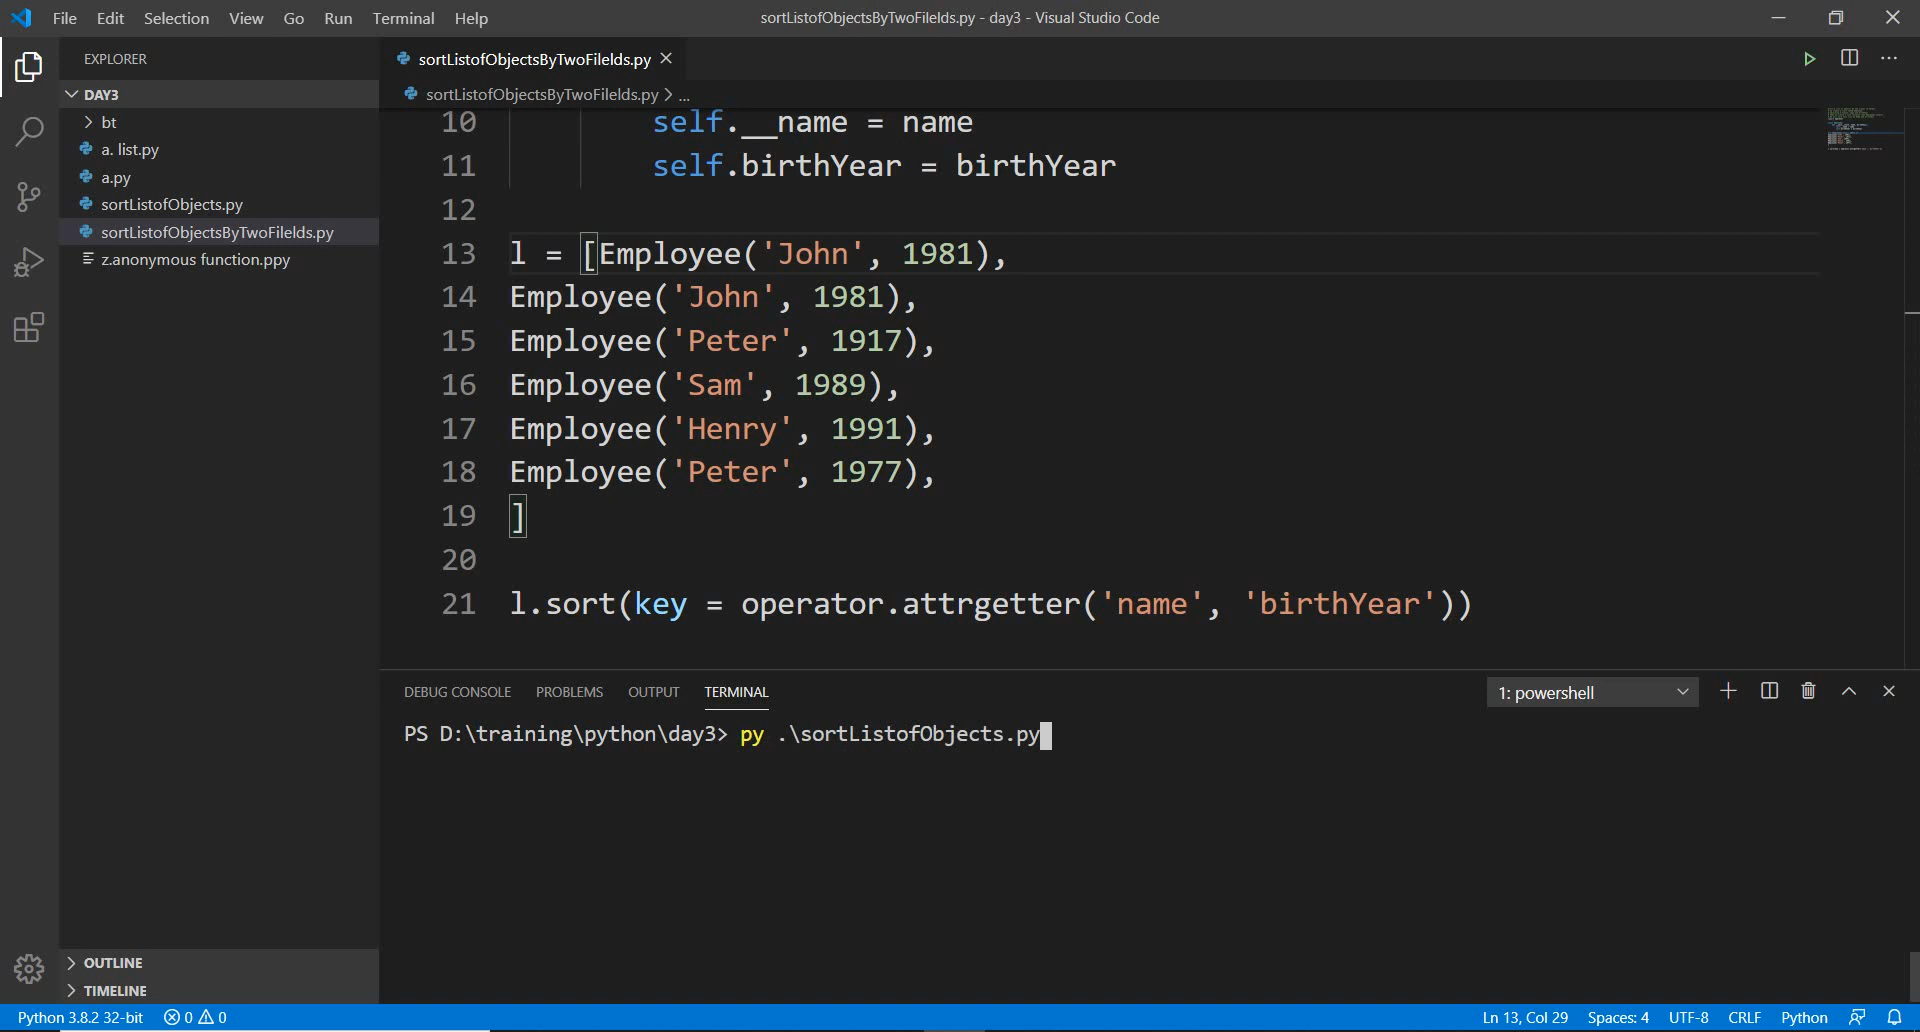 File Edit Selection View Go Run Terminal Help
sortListofObjectsByTwoFilelds.py - day3 - Visual Studio Code
EXPLORER
DAY3
bt
a. list.py
a.py
sortListofObjects.py
sortListofObjectsByTwoFilelds.py
z.anonymous function.ppy
OUTLINE
TIMELINE
sortListofObjectsByTwoFilelds.py
sortListofObjectsByTwoFilelds.py > ...
10 self.__name = name
11 self.birthYear = birthYear
12
13 l = [Employee('John', 1981),
14 Employee('John', 1981),
15 Employee('Peter', 1917),
16 Employee('Sam', 1989),
17 Employee('Henry', 1991),
18 Employee('Peter', 1977),
19 ]
20
21 l.sort(key = operator.attrgetter('name', 'birthYear'))
DEBUG CONSOLE PROBLEMS OUTPUT TERMINAL
1: powershell
PS D:\training\python\day3> py .\sortListofObjects.py
Python 3.8.2 32-bit 0 0
Ln 13, Col 29 Spaces: 4 UTF-8 CRLF Python